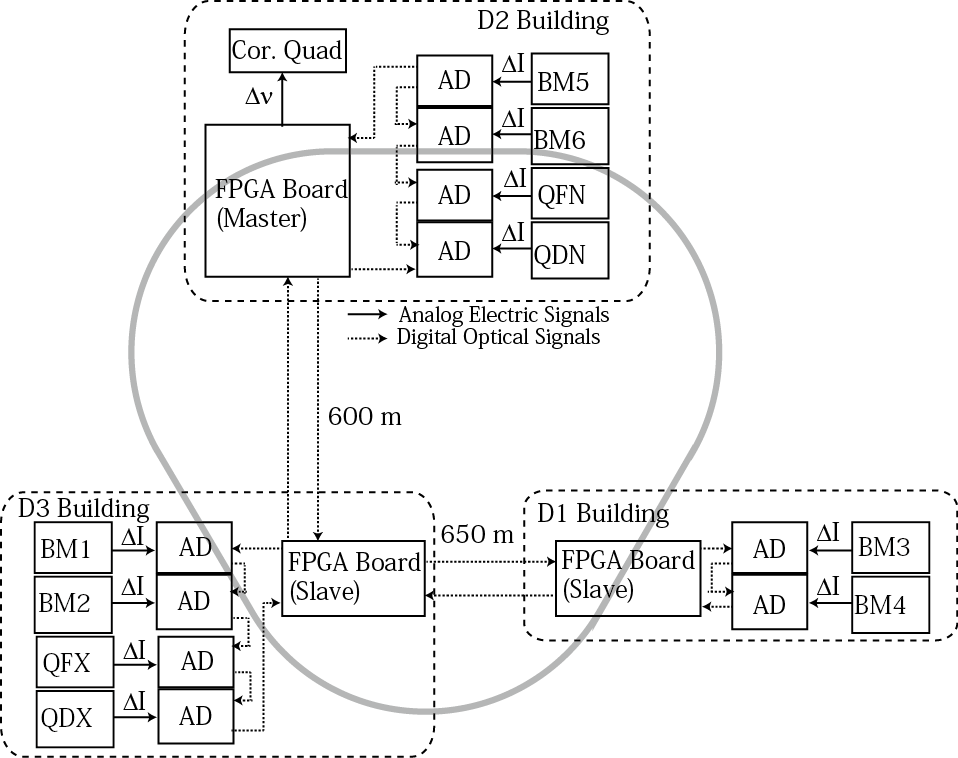 D2 Building
Cor. Quad
Δν
AD
ΔI
BM5
AD
ΔI
BM6
FPGA Board
(Master)
AD
ΔI
QFN
AD
ΔI
QDN
Analog Electric Signals
Digital Optical Signals
600 m
D3 Building
BM1
ΔI
AD
BM2
ΔI
AD
QFX
ΔI
AD
QDX
ΔI
AD
FPGA Board
(Slave)
650 m
D1 Building
FPGA Board
(Slave)
AD
ΔI
BM3
AD
ΔI
BM4